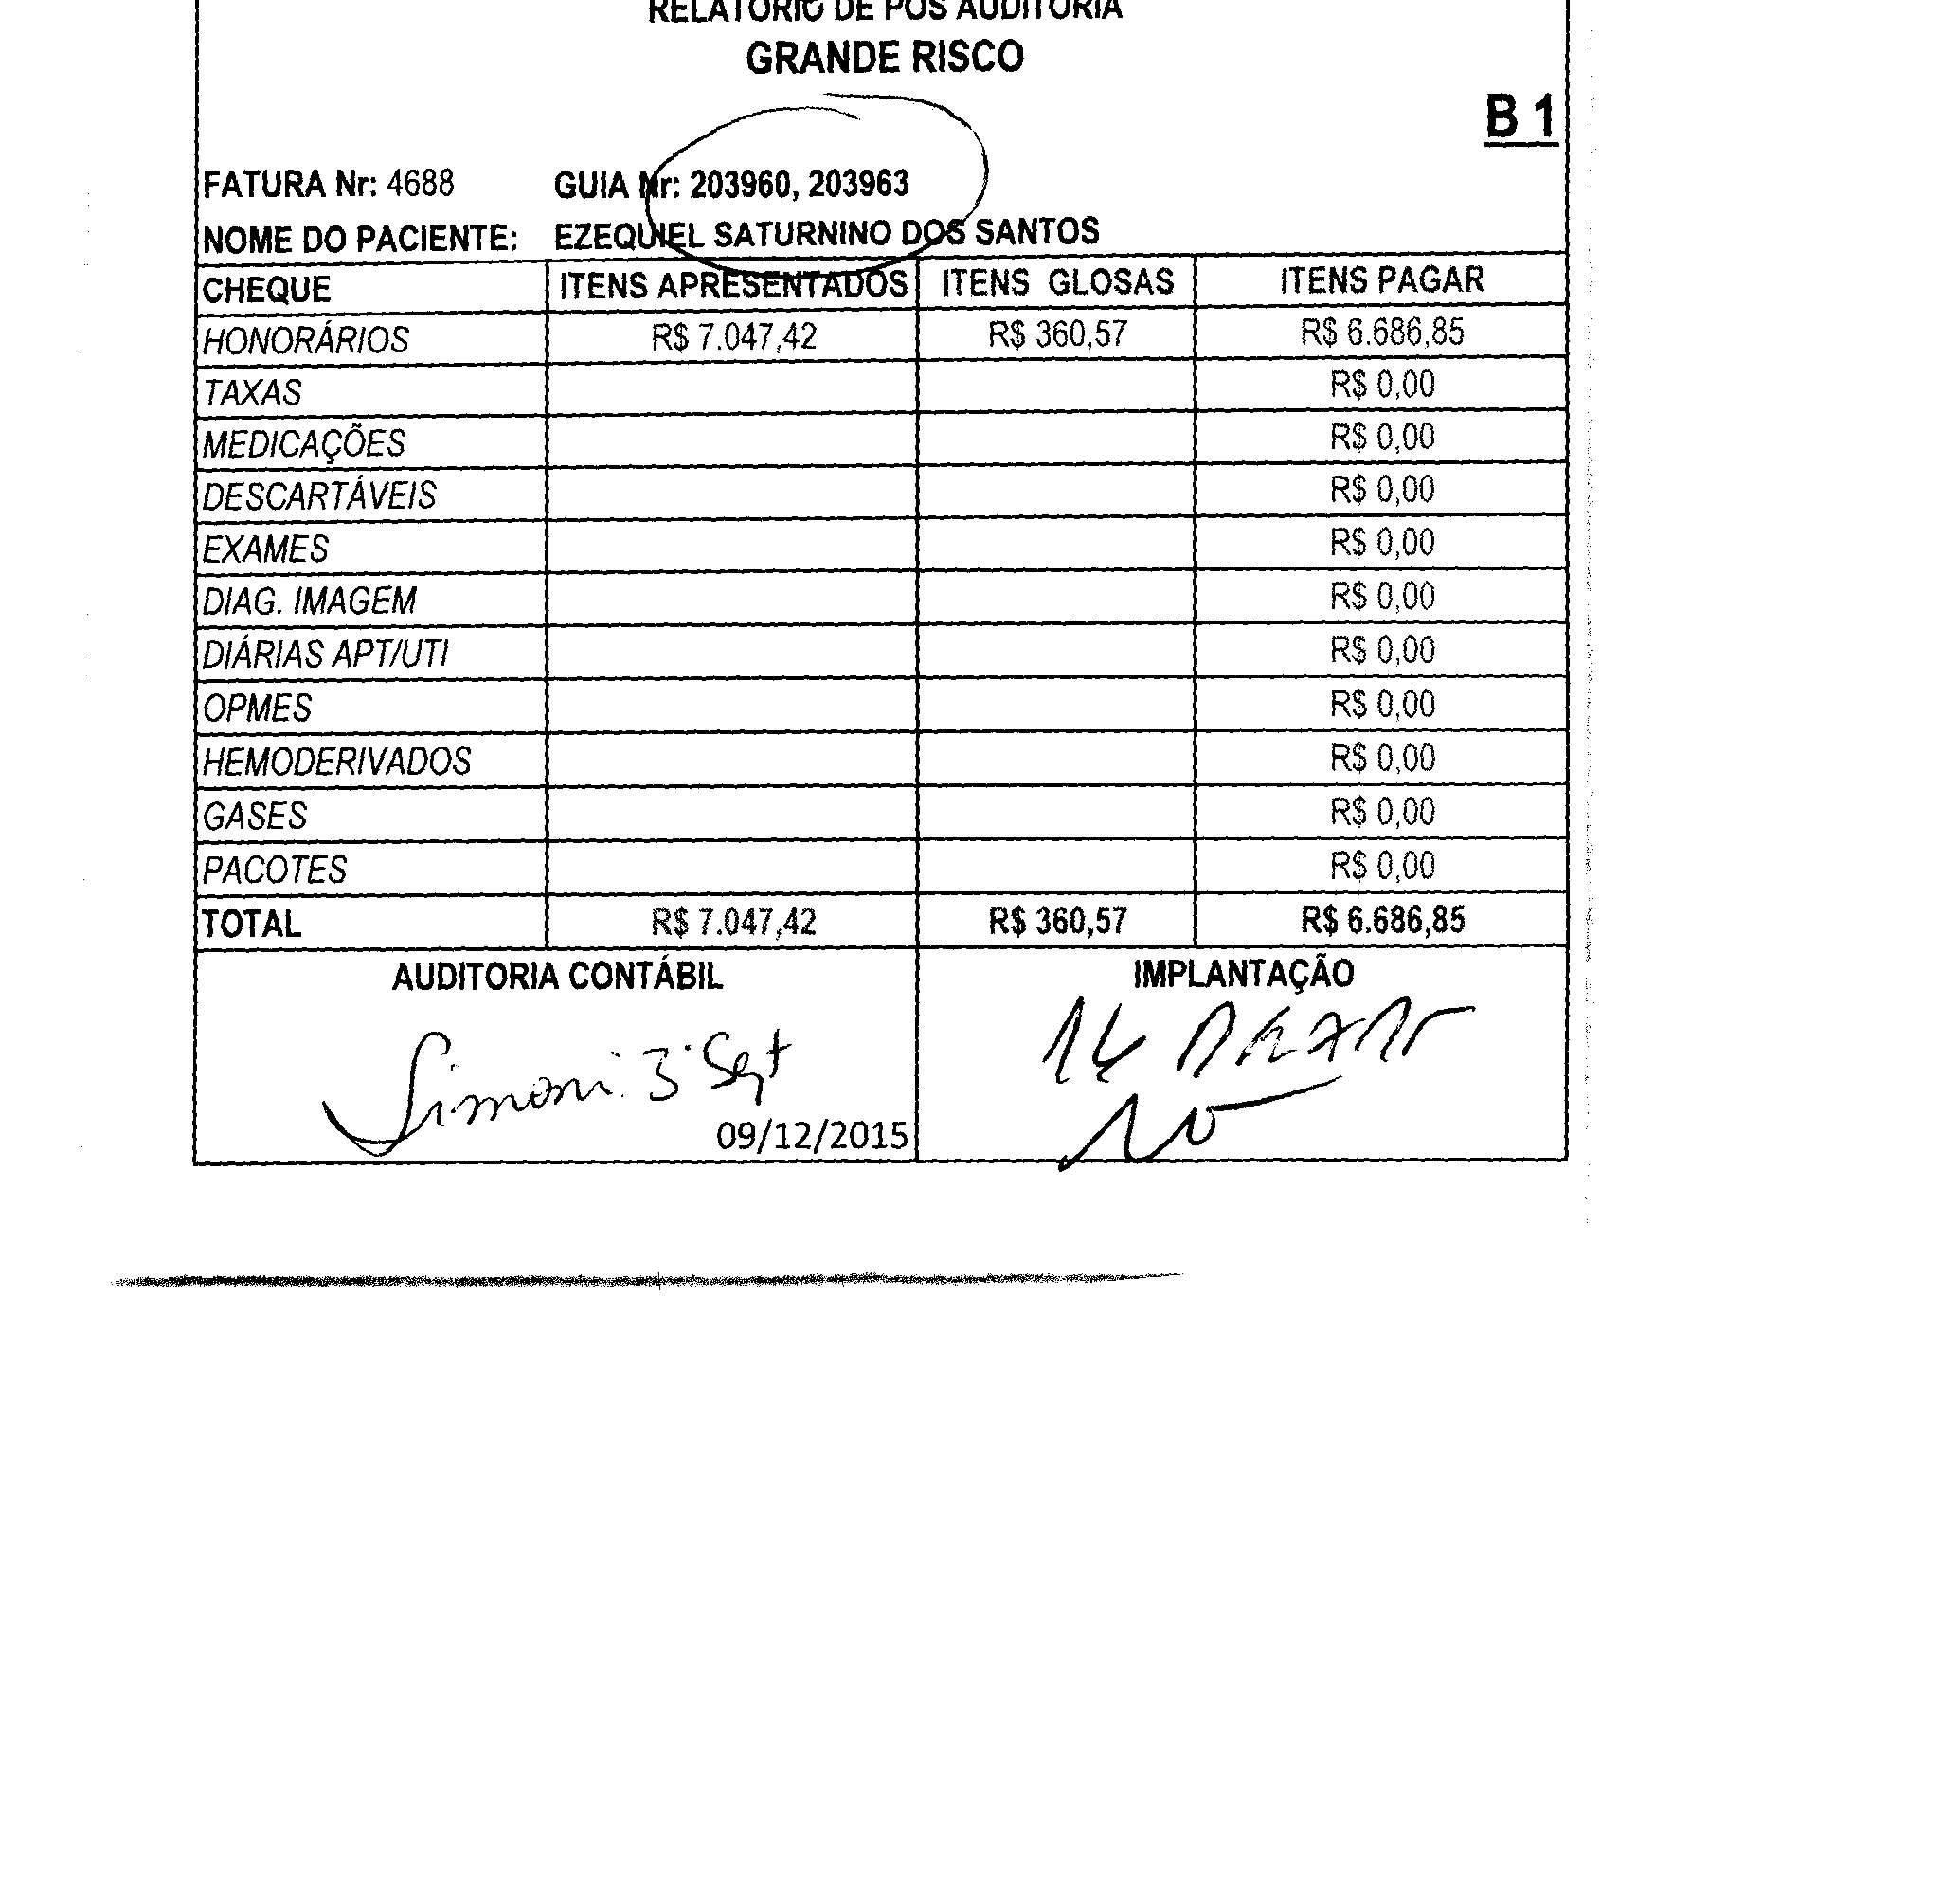 RELATÓRIO DE PÓS AUDITORIA
GRANDE RISCO
B 1
FATURA Nr: 4688 GUIA Nr: 203960, 203963
NOME DO PACIENTE: EZEQUIEL SATURNINO DOS SANTOS
CHEQUE ITENS APRESENTADOS ITENS GLOSAS ITENS PAGAR
HONORÁRIOS R$ 7.047,42 R$ 360,57 R$ 6.686,85
TAXAS R$ 0,00
MEDICAÇÕES R$ 0,00
DESCARTÁVEIS R$ 0,00
EXAMES R$ 0,00
DIAG. IMAGEM R$ 0,00
DIÁRIAS APT/UTI R$ 0,00
OPMES R$ 0,00
HEMODERIVADOS R$ 0,00
GASES R$ 0,00
PACOTES R$ 0,00
TOTAL R$ 7.047,42 R$ 360,57 R$ 6.686,85
AUDITORIA CONTÁBIL IMPLANTAÇÃO
Simoni 3º Sgt 14
09/12/2015